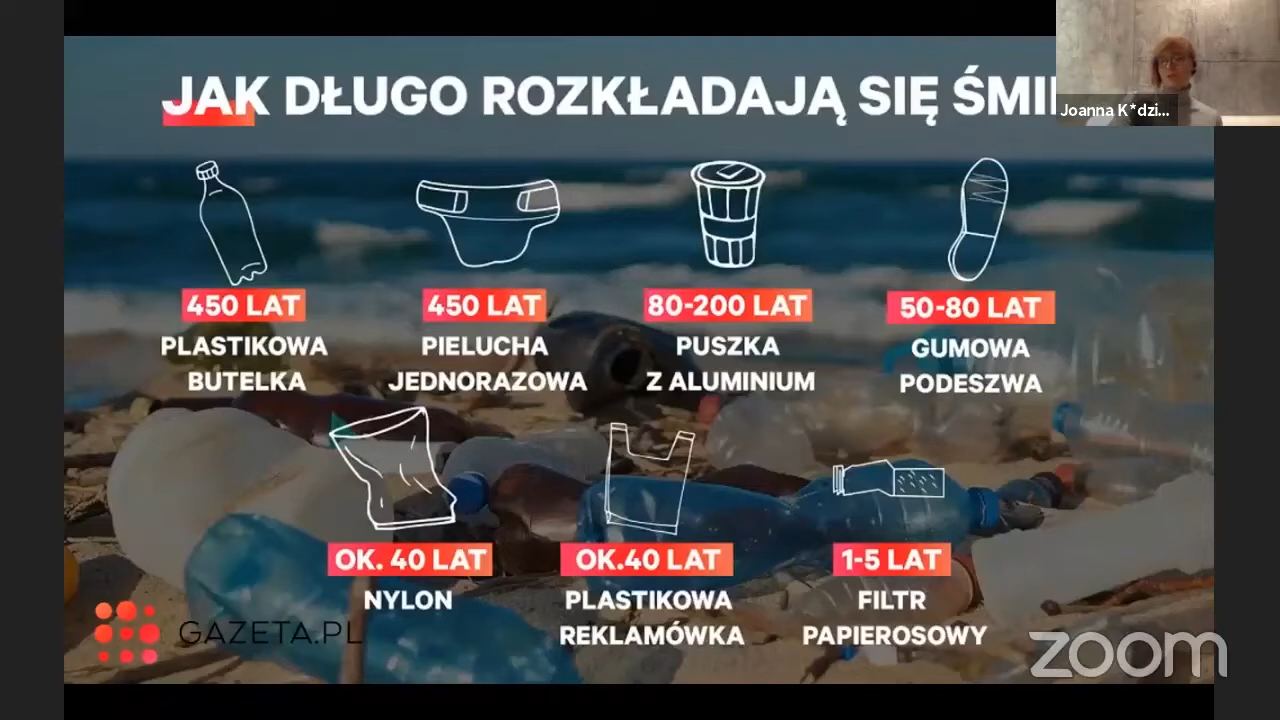 JAK DŁUGO ROZKŁADAJĄ SIĘ
Joanna K*dzi...
450 LAT
PLASTIKOWA
BUTELKA
450 LAT
PIELUCHA
JEDNORAZOWA
80-200 LAT
PUSZKA
Z ALUMINIUM
50-80 LAT
GUMOWA
PODESZWA
OK. 40 LAT
NYLON
OK.40 LAT
PLASTIKOWA
REKLAMÓWKA
1-5 LAT
FILTR
PAPIEROSOWY
GAZETA.PL
zoom